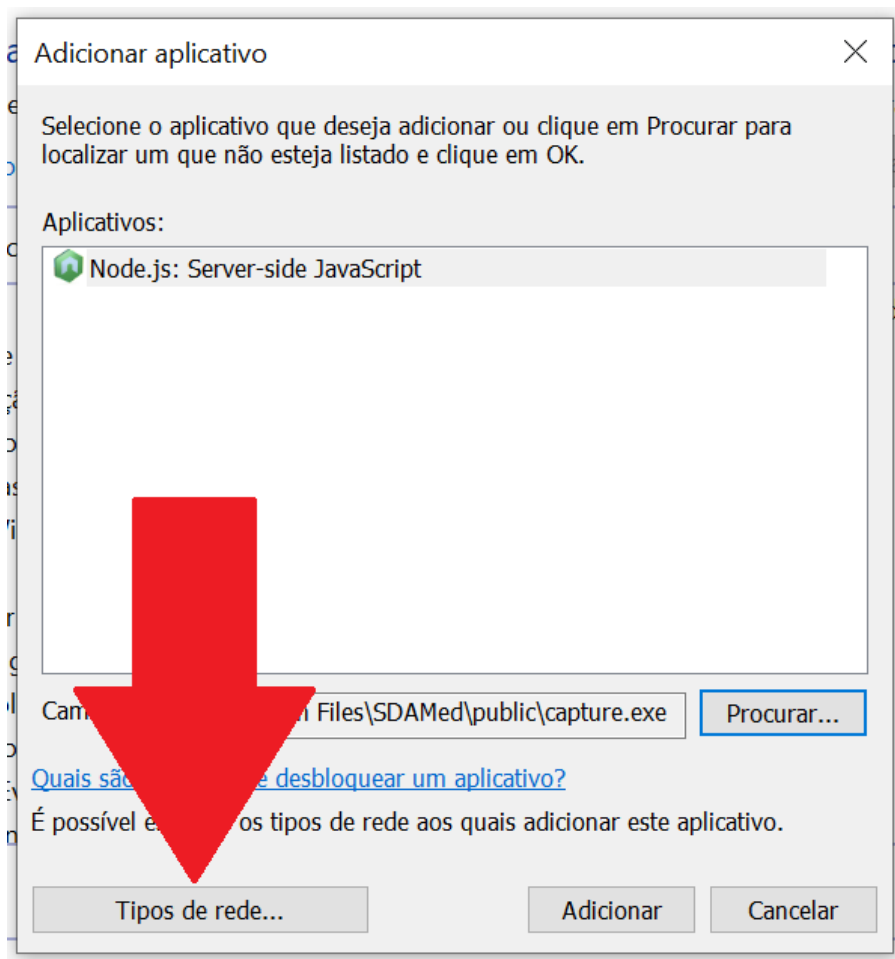 Adicionar aplicativo
Selecione o aplicativo que deseja adicionar ou clique em Procurar para
localizar um que não esteja listado e clique em OK.
Aplicativos:
Node.js: Server-side JavaScript
Files\SDAMed\public\capture.exe
Procurar...
Quais são desbloquear um aplicativo?
É possível os tipos de rede aos quais adicionar este aplicativo.
Tipos de rede...
Adicionar
Cancelar